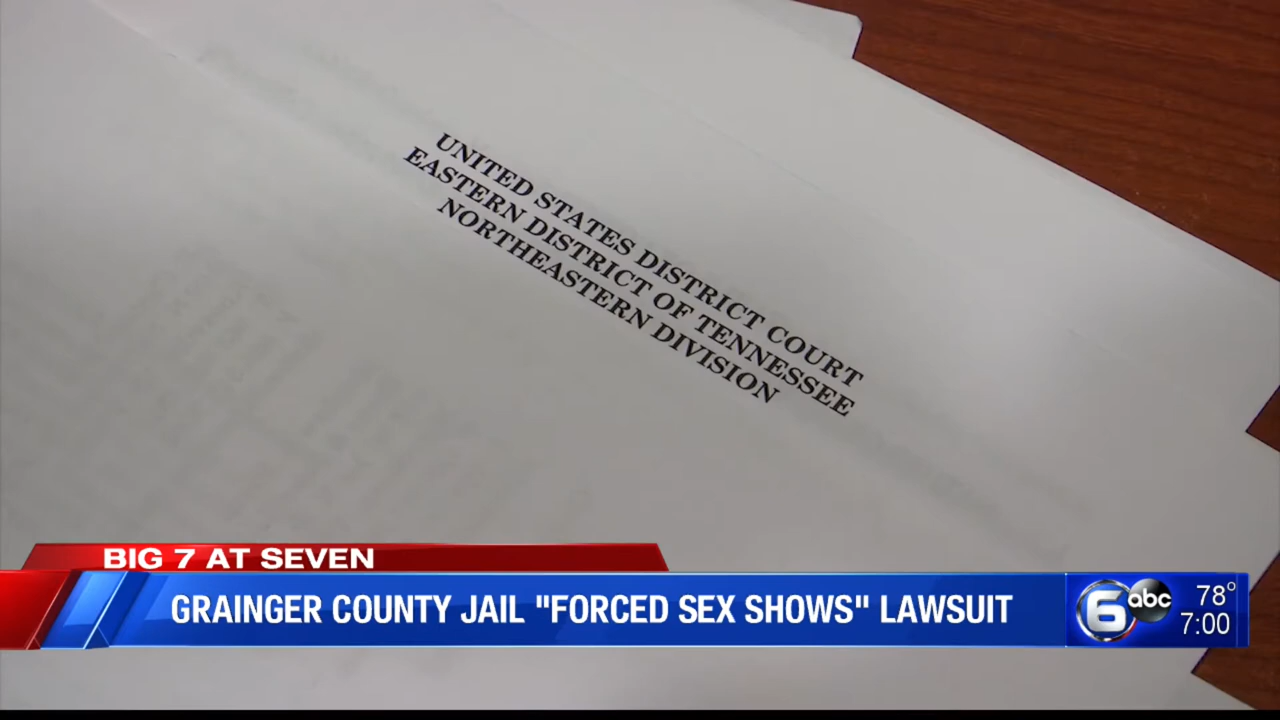 UNITED STATES DISTRICT COURT
EASTERN DISTRICT OF TENNESSEE
NORTHEASTERN DIVISION
BIG 7 AT SEVEN
GRAINGER COUNTY JAIL "FORCED SEX SHOWS" LAWSUIT
6 abc
78°
7:00